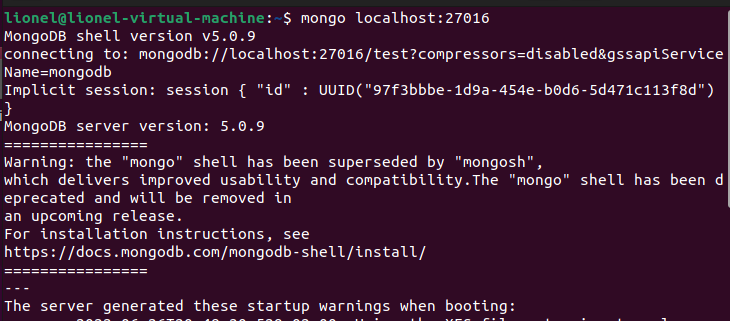 lionel@lionel-virtual-machine:~$ mongo localhost:27016
MongoDB shell version v5.0.9
connecting to: mongodb://localhost:27016/test?compressors=disabled&gssapiService
Name=mongodb
Implicit session: session { "id" : UUID("97f3bbbe-1d9a-454e-b0d6-5d471c113f8d")
}
MongoDB server version: 5.0.9
================
Warning: the "mongo" shell has been superseded by "mongosh",
which delivers improved usability and compatibility.The "mongo" shell has been d
eprecated and will be removed in
an upcoming release.
For installation instructions, see
https://docs.mongodb.com/mongodb-shell/install/
================
---
The server generated these startup warnings when booting: